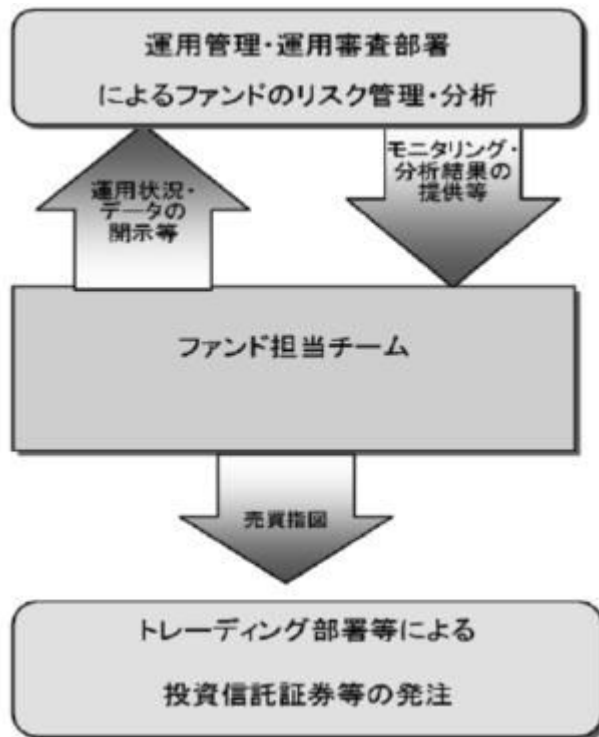 運用管理・運用審査部署
によるファンドのリスク管理・分析
運用状況・
データの
開示等
モニタリング・
分析結果の
提供等
ファンド担当チーム
売買指図
トレーディング部署等による
投資信託証券等の発注